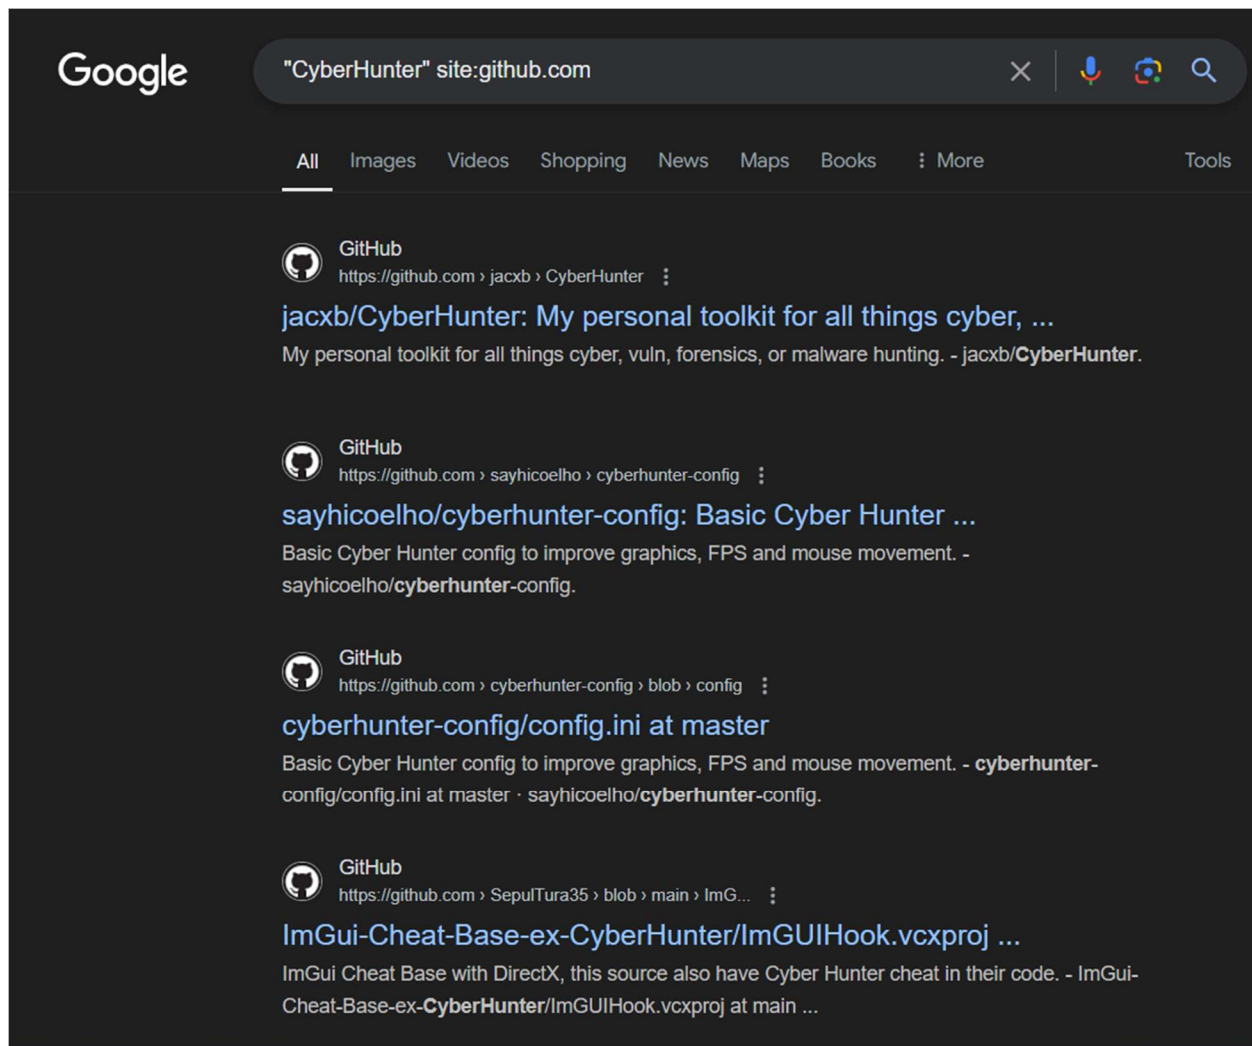 Google
"CyberHunter" site:github.com
All Images Videos Shopping News Maps Books More Tools
GitHub
https://github.com › jacxb › CyberHunter
jacxb/CyberHunter: My personal toolkit for all things cyber, ...
My personal toolkit for all things cyber, vuln, forensics, or malware hunting. - jacxb/CyberHunter.
GitHub
https://github.com › sayhicoelho › cyberhunter-config
sayhicoelho/cyberhunter-config: Basic Cyber Hunter ...
Basic Cyber Hunter config to improve graphics, FPS and mouse movement. -
sayhicoelho/cyberhunter-config.
GitHub
https://github.com › cyberhunter-config › blob › config
cyberhunter-config/config.ini at master
Basic Cyber Hunter config to improve graphics, FPS and mouse movement. - cyberhunter-
config/config.ini at master · sayhicoelho/cyberhunter-config.
GitHub
https://github.com › SepulTura35 › blob › main › ImG...
ImGui-Cheat-Base-ex-CyberHunter/ImGUIHook.vcxproj ...
ImGui Cheat Base with DirectX, this source also have Cyber Hunter cheat in their code. - ImGui-
Cheat-Base-ex-CyberHunter/ImGUIHook.vcxproj at main ...